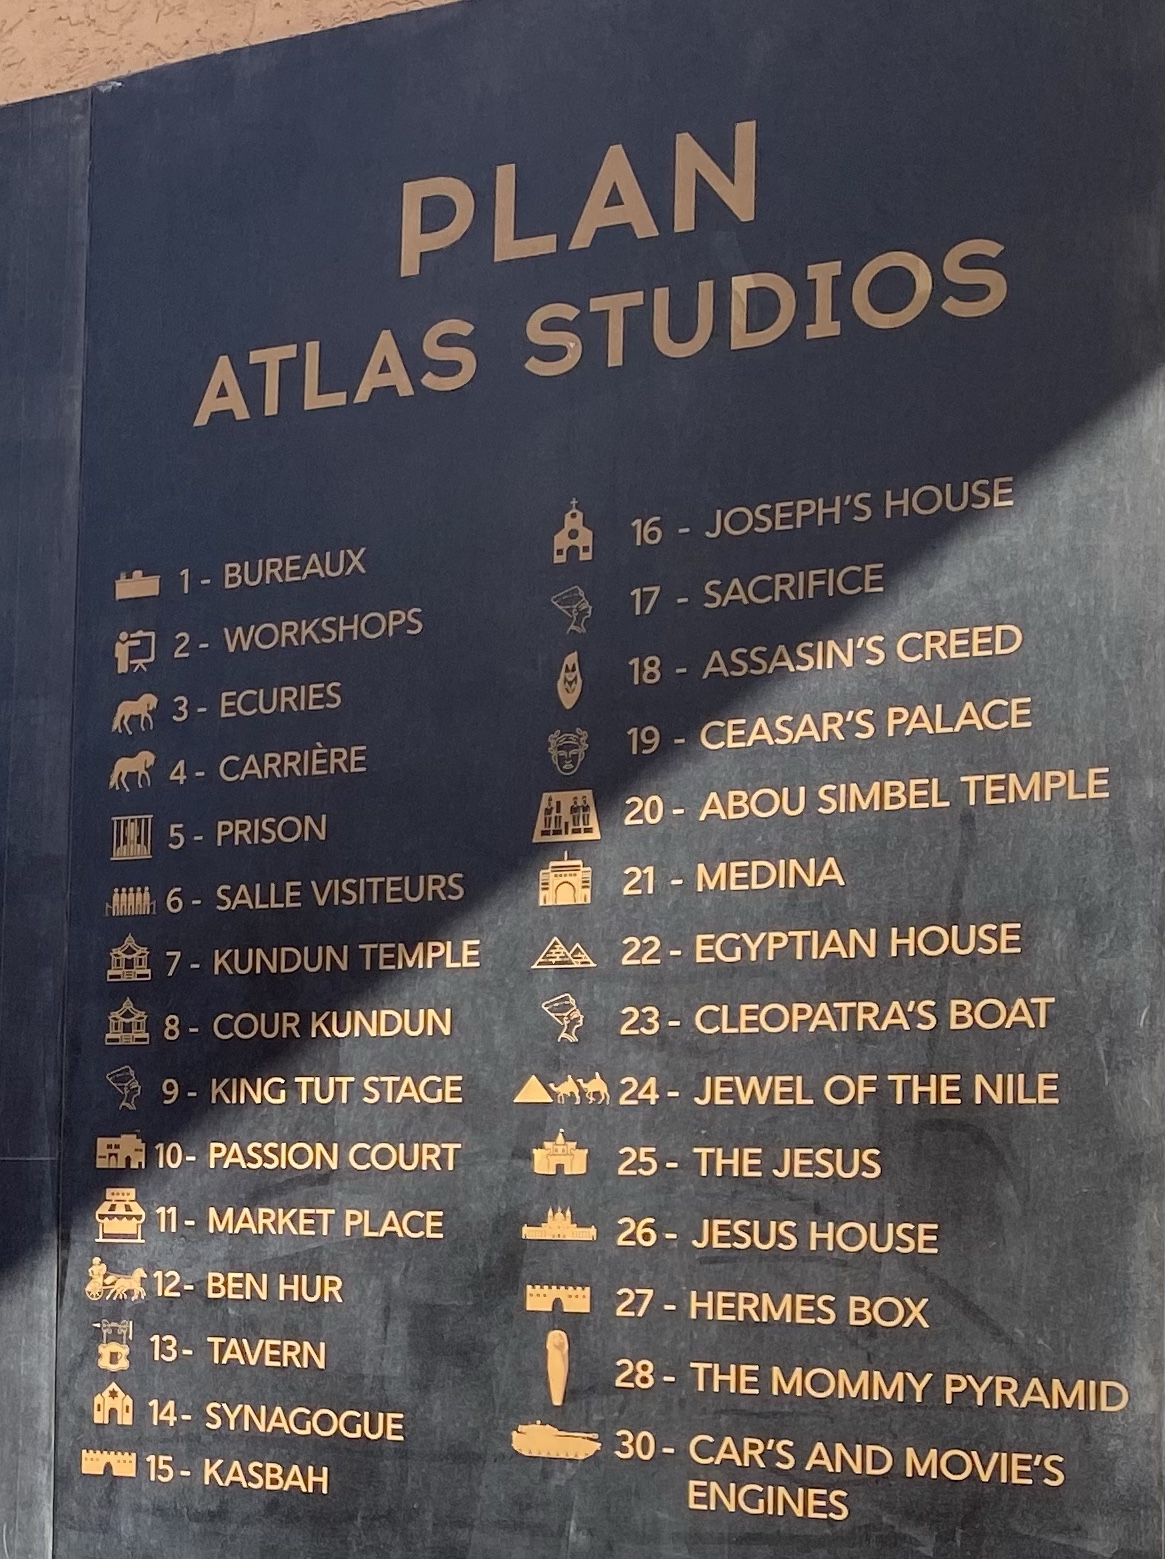 PLAN
ATLAS STUDIOS
1 - BUREAUX
2 - WORKSHOPS
3 - ECURIES
4 - CARRIÈRE
5 - PRISON
6 - SALLE VISITEURS
7 - KUNDUN TEMPLE
8 - COUR KUNDUN
9 - KING TUT STAGE
10- PASSION COURT
11- MARKET PLACE
12- BEN HUR
13- TAVERN
14- SYNAGOGUE
15- KASBAH
16 - JOSEPH'S HOUSE
17 - SACRIFICE
18 - ASSASIN'S CREED
19 - CEASAR'S PALACE
20 - ABOU SIMBEL TEMPLE
21 - MEDINA
22 - EGYPTIAN HOUSE
23 - CLEOPATRA'S BOAT
24 - JEWEL OF THE NILE
25 - THE JESUS
26 - JESUS HOUSE
27 - HERMES BOX
28 - THE MOMMY PYRAMID
30 - CAR'S AND MOVIE'S
ENGINES